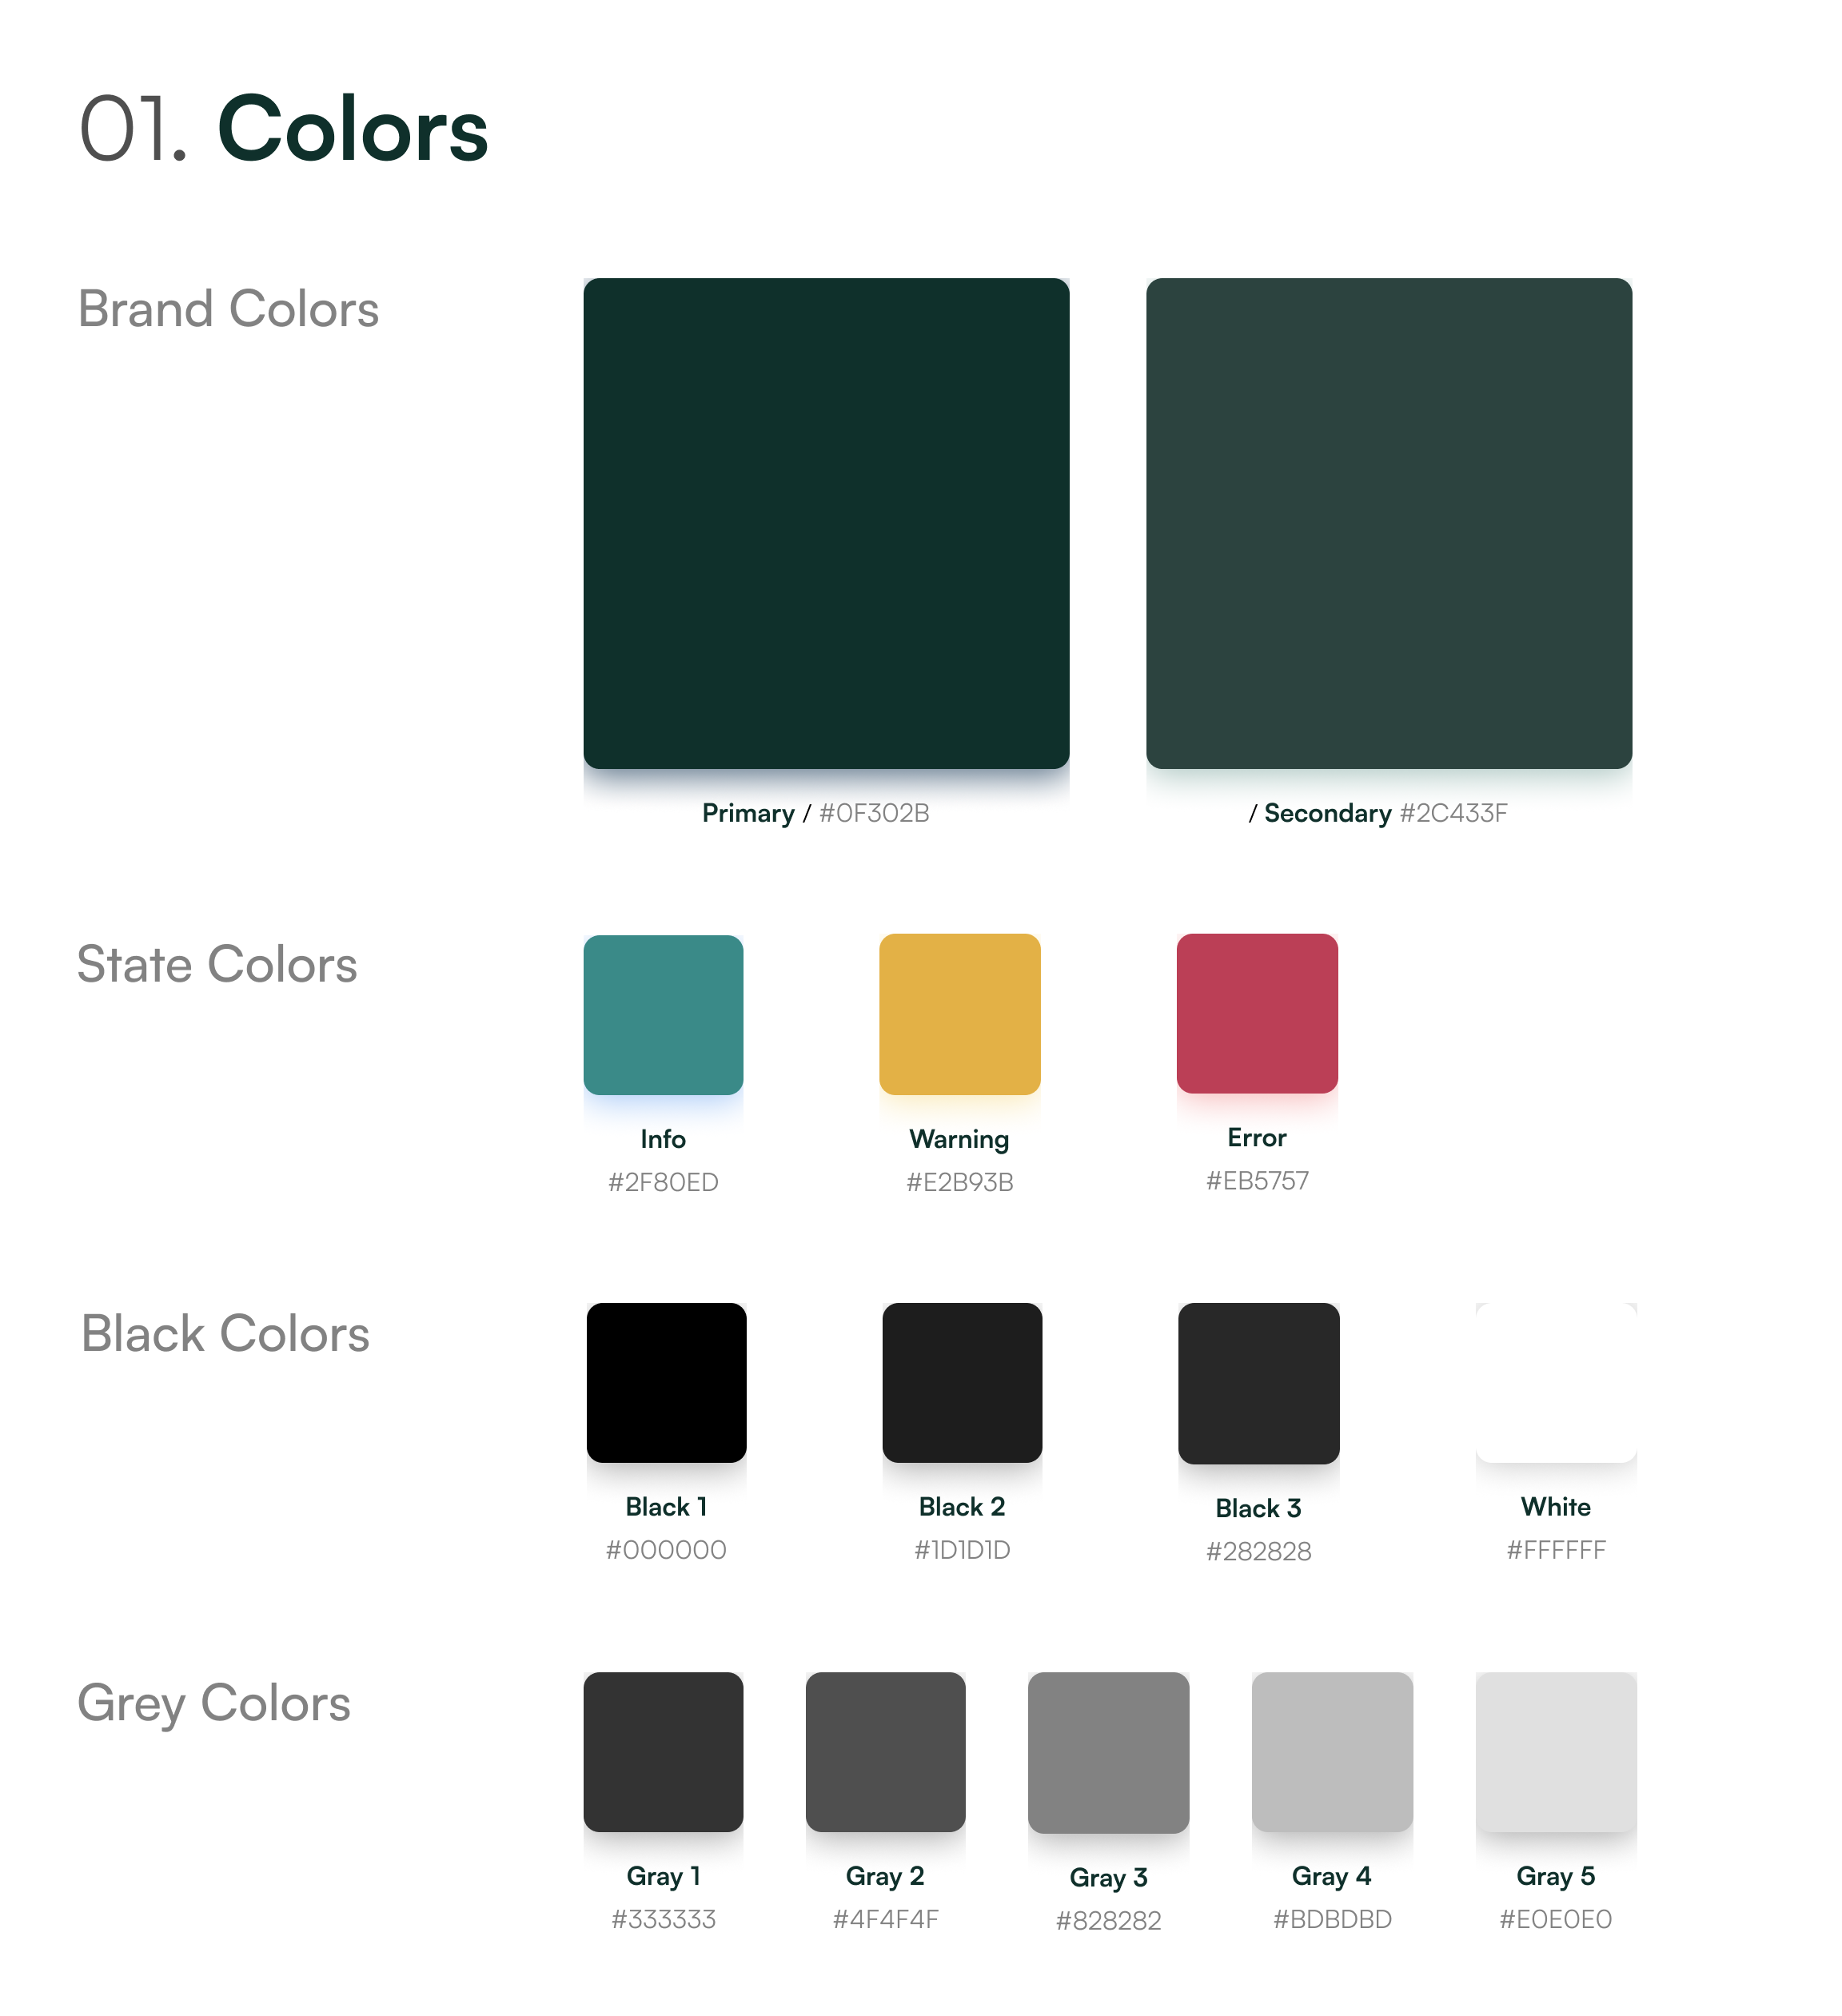 01. Colors
Brand Colors
Primary / #0F302B
/ Secondary #2C433F
State Colors
Info
#2F80ED
Warning
#E2B93B
Error
#EB5757
Black Colors
Black 1
#000000
Black 2
#1D1D1D
Black 3
#282828
White
#FFFFFF
Grey Colors
Gray 1
#333333
Gray 2
#4F4F4F
Gray 3
#828282
Gray 4
#BDBDBD
Gray 5
#E0E0E0